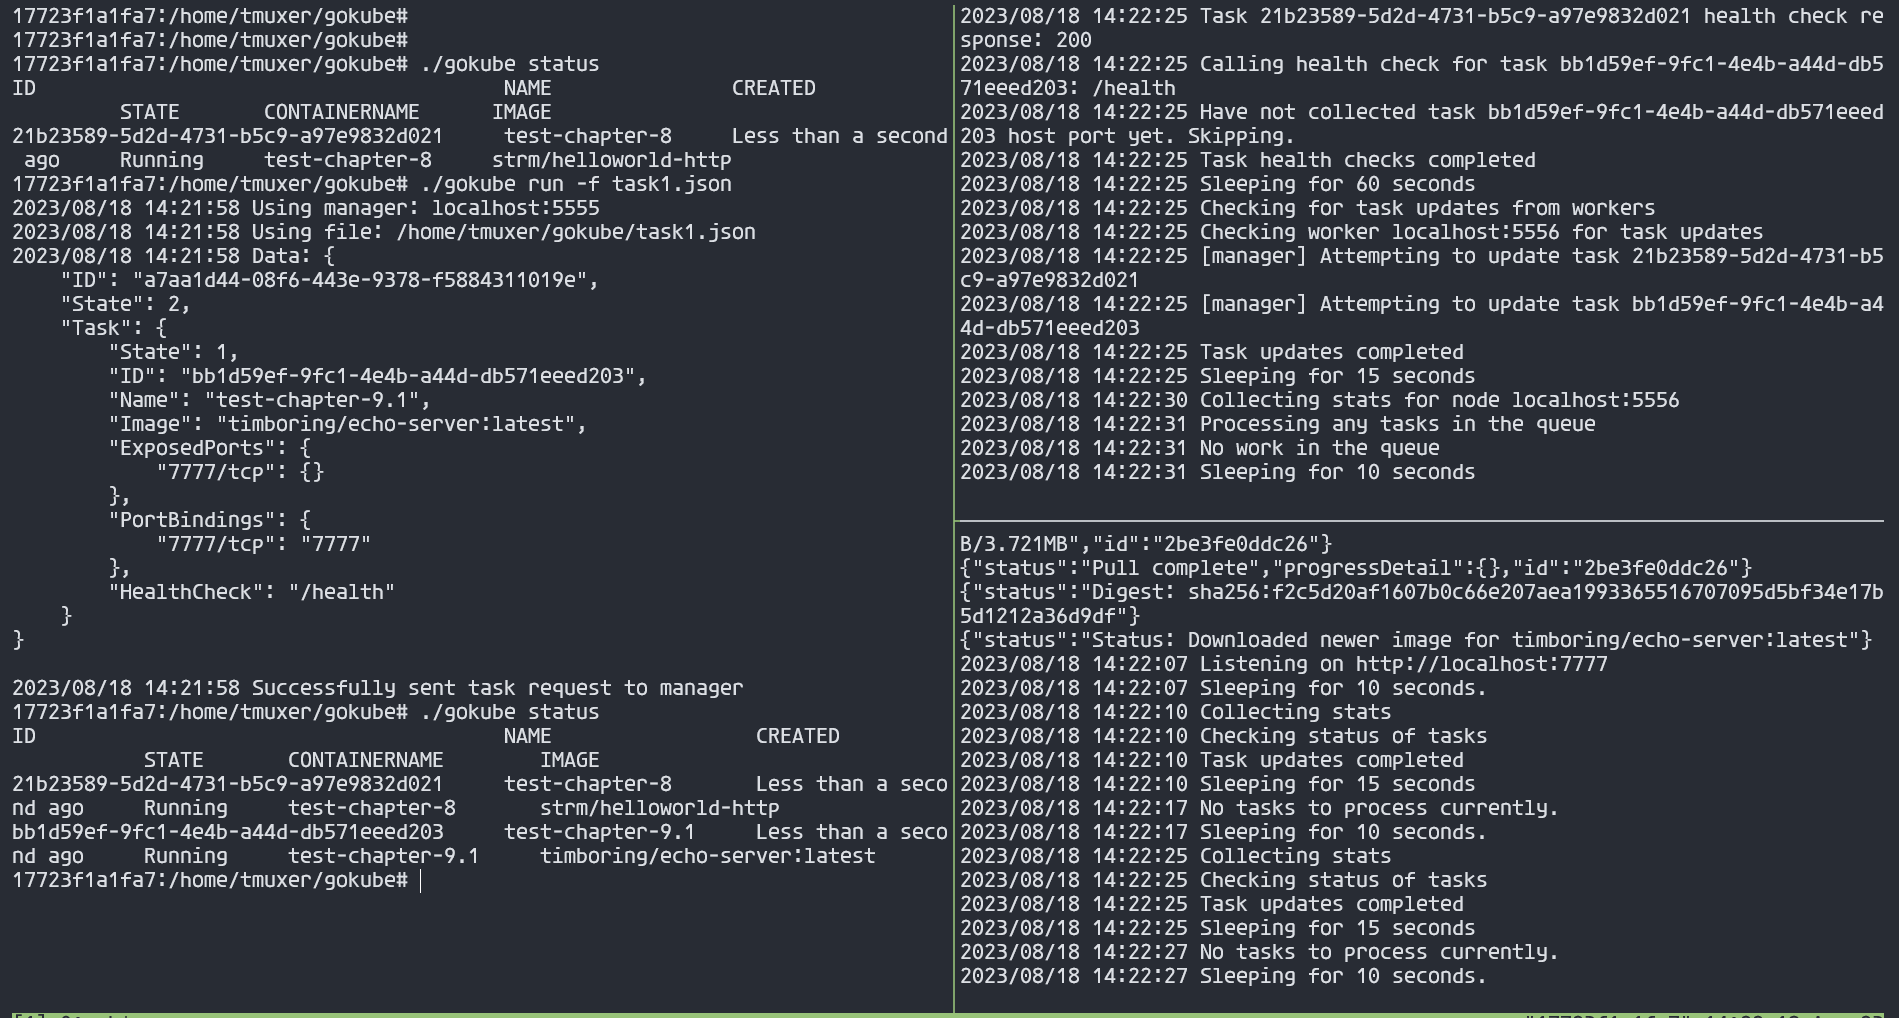 17723f1a1fa7:/home/tmuxer/gokube#
17723f1a1fa7:/home/tmuxer/gokube#
17723f1a1fa7:/home/tmuxer/gokube# ./gokube status
ID                                       NAME               CREATED
         STATE       CONTAINERNAME      IMAGE
21b23589-5d2d-4731-b5c9-a97e9832d021     test-chapter-8     Less than a second
 ago     Running     test-chapter-8     strm/helloworld-http
17723f1a1fa7:/home/tmuxer/gokube# ./gokube run -f task1.json
2023/08/18 14:21:58 Using manager: localhost:5555
2023/08/18 14:21:58 Using file: /home/tmuxer/gokube/task1.json
2023/08/18 14:21:58 Data: {
    "ID": "a7aa1d44-08f6-443e-9378-f5884311019e",
    "State": 2,
    "Task": {
        "State": 1,
        "ID": "bb1d59ef-9fc1-4e4b-a44d-db571eeed203",
        "Name": "test-chapter-9.1",
        "Image": "timboring/echo-server:latest",
        "ExposedPorts": {
            "7777/tcp": {}
        },
        "PortBindings": {
            "7777/tcp": "7777"
        },
        "HealthCheck": "/health"
    }
}
2023/08/18 14:21:58 Successfully sent task request to manager
17723f1a1fa7:/home/tmuxer/gokube# ./gokube status
ID                                       NAME                 CREATED
           STATE       CONTAINERNAME        IMAGE
21b23589-5d2d-4731-b5c9-a97e9832d021     test-chapter-8       Less than a seco
nd ago     Running     test-chapter-8       strm/helloworld-http
bb1d59ef-9fc1-4e4b-a44d-db571eeed203     test-chapter-9.1     Less than a seco
nd ago     Running     test-chapter-9.1     timboring/echo-server:latest
17723f1a1fa7:/home/tmuxer/gokube#
2023/08/18 14:22:25 Task 21b23589-5d2d-4731-b5c9-a97e9832d021 health check re
sponse: 200
2023/08/18 14:22:25 Calling health check for task bb1d59ef-9fc1-4e4b-a44d-db5
71eeed203: /health
2023/08/18 14:22:25 Have not collected task bb1d59ef-9fc1-4e4b-a44d-db571eeed
203 host port yet. Skipping.
2023/08/18 14:22:25 Task health checks completed
2023/08/18 14:22:25 Sleeping for 60 seconds
2023/08/18 14:22:25 Checking for task updates from workers
2023/08/18 14:22:25 Checking worker localhost:5556 for task updates
2023/08/18 14:22:25 [manager] Attempting to update task 21b23589-5d2d-4731-b5
c9-a97e9832d021
2023/08/18 14:22:25 [manager] Attempting to update task bb1d59ef-9fc1-4e4b-a4
4d-db571eeed203
2023/08/18 14:22:25 Task updates completed
2023/08/18 14:22:25 Sleeping for 15 seconds
2023/08/18 14:22:30 Collecting stats for node localhost:5556
2023/08/18 14:22:31 Processing any tasks in the queue
2023/08/18 14:22:31 No work in the queue
2023/08/18 14:22:31 Sleeping for 10 seconds
B/3.721MB","id":"2be3fe0ddc26"}
{"status":"Pull complete","progressDetail":{},"id":"2be3fe0ddc26"}
{"status":"Digest: sha256:f2c5d20af1607b0c66e207aea1993365516707095d5bf34e17b
5d1212a36d9df"}
{"status":"Status: Downloaded newer image for timboring/echo-server:latest"}
2023/08/18 14:22:07 Listening on http://localhost:7777
2023/08/18 14:22:07 Sleeping for 10 seconds.
2023/08/18 14:22:10 Collecting stats
2023/08/18 14:22:10 Checking status of tasks
2023/08/18 14:22:10 Task updates completed
2023/08/18 14:22:10 Sleeping for 15 seconds
2023/08/18 14:22:17 No tasks to process currently.
2023/08/18 14:22:17 Sleeping for 10 seconds.
2023/08/18 14:22:25 Collecting stats
2023/08/18 14:22:25 Checking status of tasks
2023/08/18 14:22:25 Task updates completed
2023/08/18 14:22:25 Sleeping for 15 seconds
2023/08/18 14:22:27 No tasks to process currently.
2023/08/18 14:22:27 Sleeping for 10 seconds.